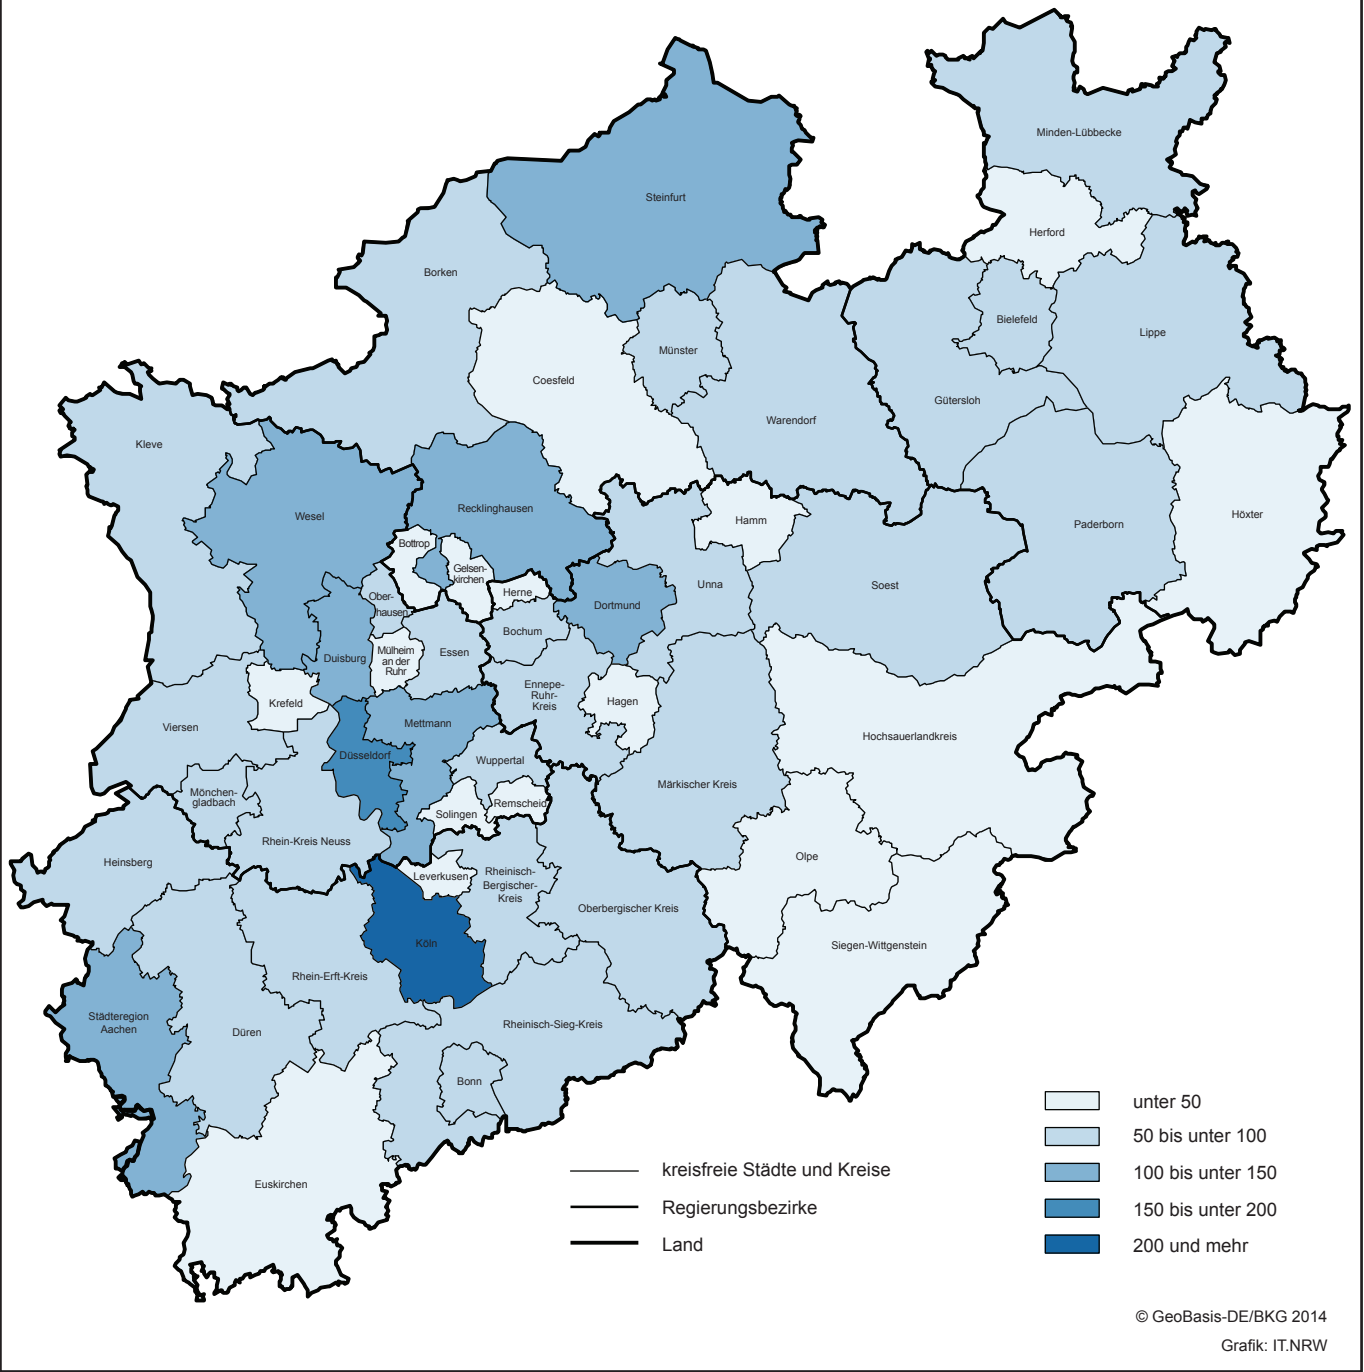 Minden-Lübbecke
Steinfurt
Herford
Borken
Bielefeld
Lippe
Münster
Coesfeld
Gütersloh
Warendorf
Kleve
Recklinghausen
Wesel
Höxter
Hamm
Paderborn
Bottrop
Gelsen-
kirchen
Unna
Soest
Herne
Ober-
hausen
Dortmund
Bochum
Essen
Mülheim
an der
Ruhr
Duisburg
Ennepe-
Ruhr-
Kreis
Krefeld
Hagen
Viersen
Mettmann
Hochsauerlandkreis
Düsseldorf
Wuppertal
Märkischer Kreis
Mönchen-
gladbach
Remscheid
Solingen
Rhein-Kreis Neuss
Olpe
Heinsberg
Leverkusen
Rheinisch-
Bergischer-
Kreis
Oberbergischer Kreis
Köln
Siegen-Wittgenstein
Rhein-Erft-Kreis
Städteregion
Aachen
Düren
Rheinisch-Sieg-Kreis
Bonn
Euskirchen
kreisfreie Städte und Kreise
Regierungsbezirke
Land
unter 50
50 bis unter 100
100 bis unter 150
150 bis unter 200
200 und mehr
© GeoBasis-DE/BKG 2014
Grafik: IT.NRW